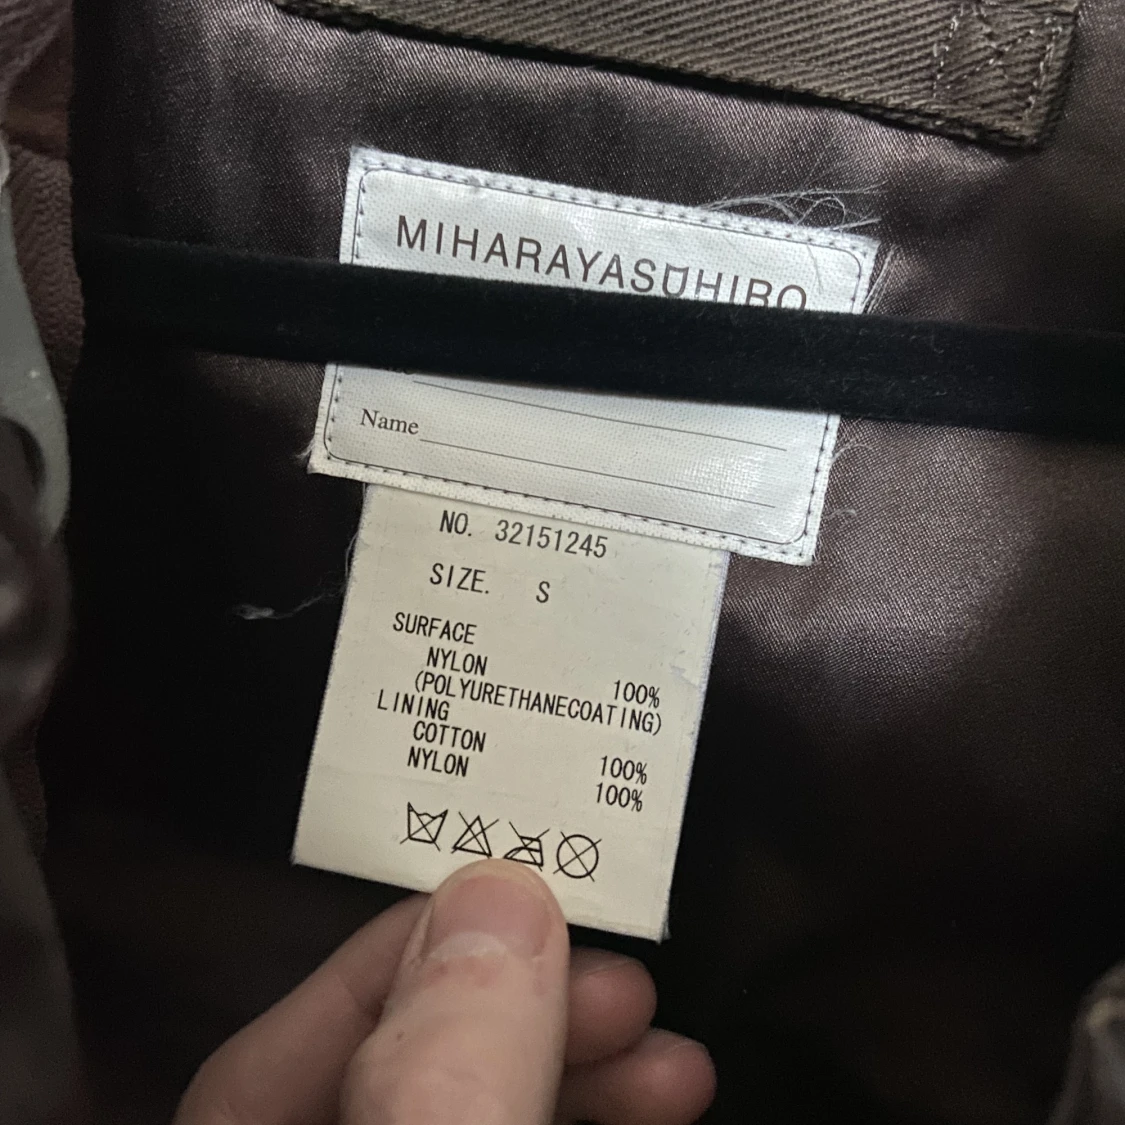 MIHARAYASUHIRO
Name
NO. 32151245
SIZE. S
SURFACE
NYLON 100%
(POLYURETHANECOATING)
LINING
COTTON 100%
NYLON 100%